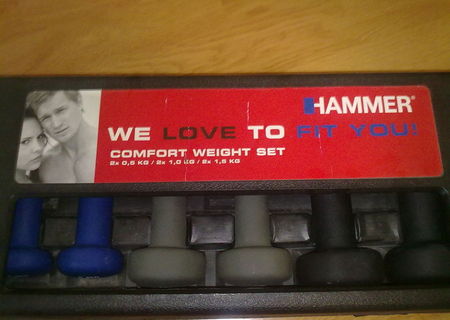 HAMMER®
WE LOVE TO FIT YOU!
COMFORT WEIGHT SET
2x 0,5 KG / 2x 1,0 KG / 2x 1,5 KG